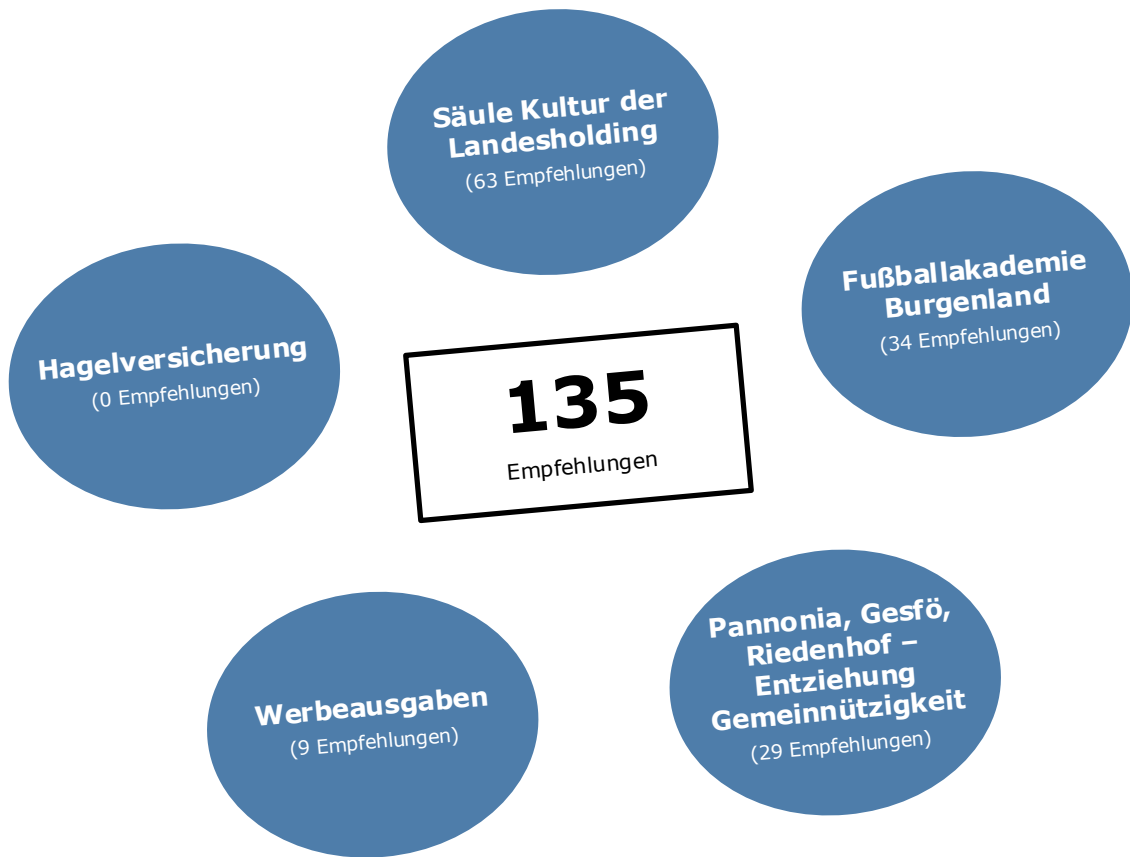 Säule Kultur der
Landesholding
(63 Empfehlungen)
Fußballakademie
Burgenland
(34 Empfehlungen)
Hagelversicherung
(0 Empfehlungen)
135
Empfehlungen
Pannonia, Gesfö,
Riedenhof –
Entziehung
Gemeinnützigkeit
(29 Empfehlungen)
Werbeausgaben
(9 Empfehlungen)